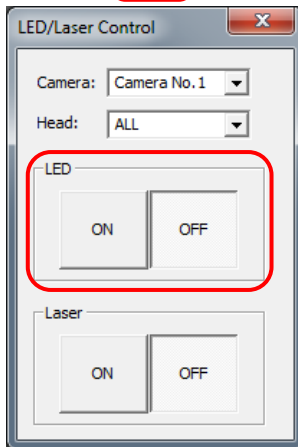 LED/Laser Control
Camera: Camera No.1
Head: ALL
LED
ON OFF
Laser
ON OFF